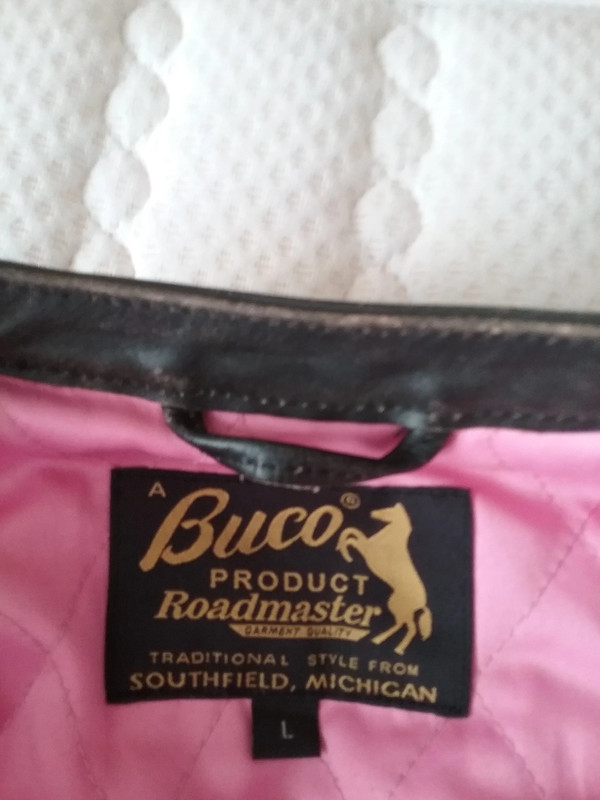 A
Buco®
PRODUCT
Roadmaster
GARMENT QUALITY
TRADITIONAL STYLE FROM
SOUTHFIELD, MICHIGAN
L